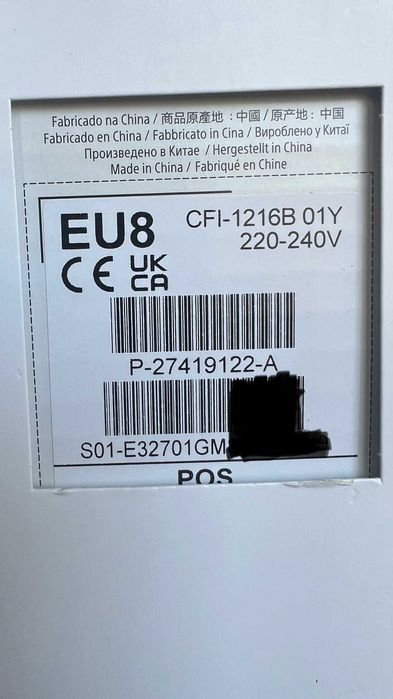 Fabricado na China / 商品原產地 : 中國 / 原产地: 中国
Fabricado en China / Fabbricato in Cina / Вироблено у Китаї
Произведено в Китае / Hergestellt in China
Made in China / Fabriqué en Chine
EU8 CFI-1216B 01Y
220-240V
CE UK CA
P-27419122-A
S01-E32701GM
POS